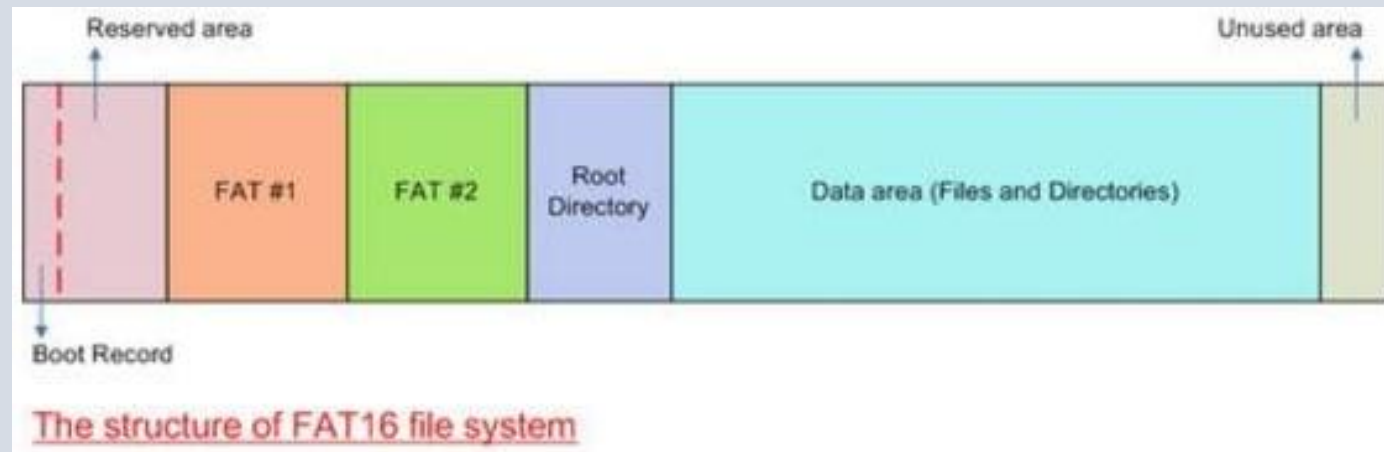 Reserved area
Unused area
FAT #1
FAT #2
Root
Directory
Data area (Files and Directories)
Boot Record
The structure of FAT16 file system